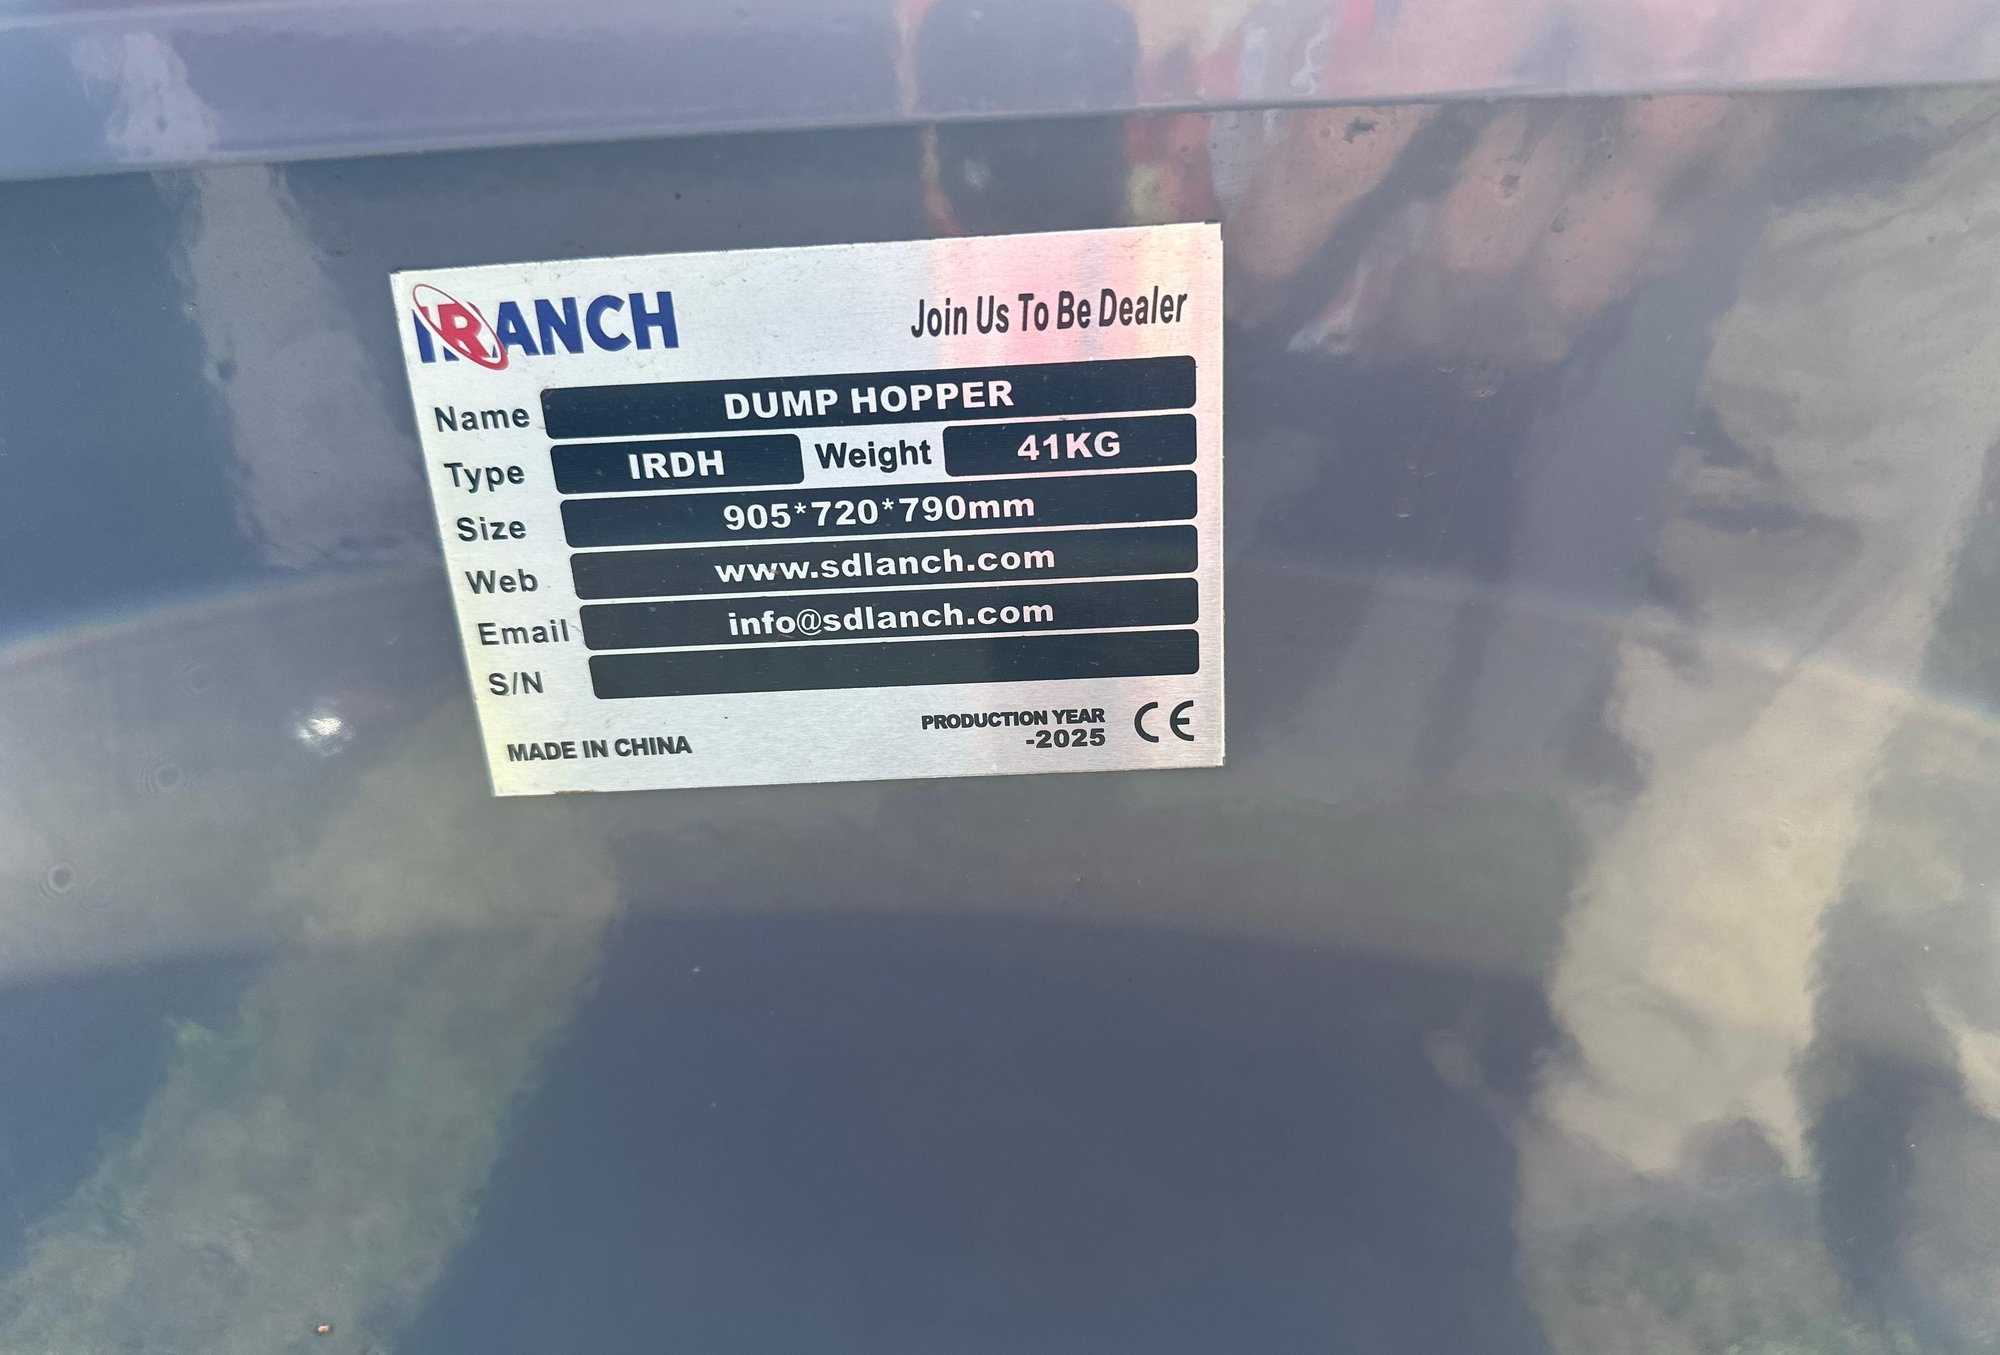 IRANCH
Join Us To Be Dealer
Name DUMP HOPPER
Type IRDH Weight 41KG
Size 905*720*790mm
Web www.sdlanch.com
Email info@sdlanch.com
S/N
MADE IN CHINA
PRODUCTION YEAR
-2025
CE